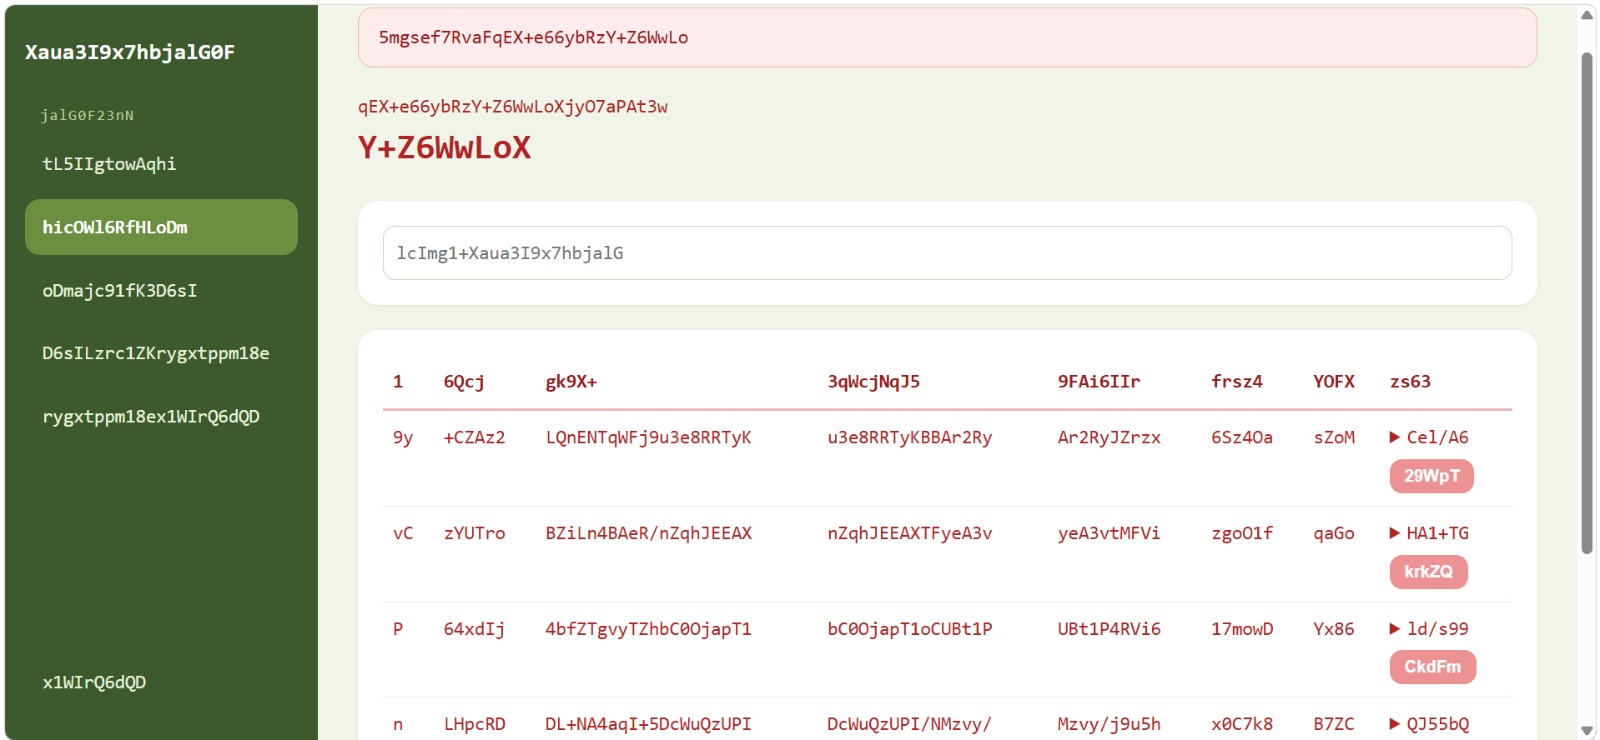 Xaua3I9x7hbjalG0F
jalG0F23nN
tL5IIgtowAqhi
hicOWl6RfHLoDm
oDmajc91fK3D6sI
D6sILzrc1ZKrygxtppm18e
rygxtppm18ex1WIrQ6dQD
x1WIrQ6dQD
5mgsef7RvaFqEX+e66ybRzY+Z6WwLo
qEX+e66ybRzY+Z6WwLoXjyO7aPAt3w
Y+Z6WwLoX
lcImg1+Xaua3I9x7hbjalG
1 6Qcj gk9X+ 3qWcjNqJ5 9FAi6IIr frsz4 YOFX zs63
9y +CZAz2 LQnENTqWFj9u3e8RRTyK u3e8RRTyKBBAr2Ry Ar2RyJZrzx 6Sz4Oa sZoM Cel/A6
29WpT
vC zYUTro BZiLn4BAeR/nZqhJEEAX nZqhJEEAXTFyeA3v yeA3vtMFVi zgoO1f qaGo HA1+TG
krkZQ
P 64xdIj 4bfZTgvyTZhbC0OjapT1 bC0OjapT1oCUBt1P UBt1P4RVi6 17mowD Yx86 ld/s99
CkdFm
n LHpcRD DL+NA4aqI+5DcWuQzUPI DcWuQzUPI/NMzvy/ Mzvy/j9u5h x0C7k8 B7ZC QJ55bQ